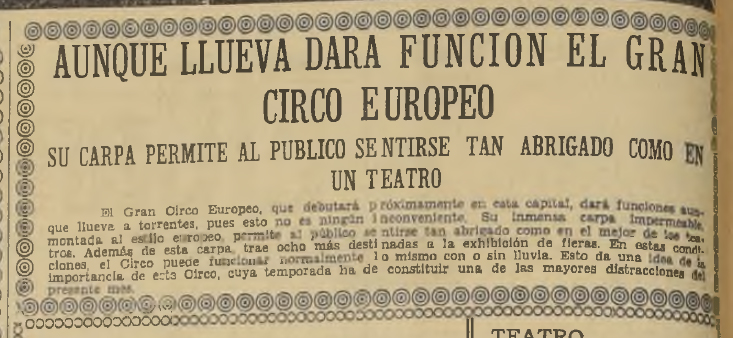 AUNQUE LLUEVA DARA FUNCION EL GRAN
CIRCO EUROPEO
SU CARPA PERMITE AL PUBLICO SENTIRSE TAN ABRIGADO COMO EN
UN TEATRO
El Gran Circo Europeo, que debutará próximamente en esta capital, dará funciones aun-
que llueva a torrentes, pues esto no es ningún inconveniente. Su inmensa carpa impermeable,
montada al estilo europeo, permite al público sentirse tan abrigado como en el mejor de los tea-
tros. Además de esta carpa, trae ocho más destinadas a la exhibición de fieras. En estas condi-
ciones, el Circo puede funcionar normalmente lo mismo con o sin lluvia. Esto da una idea de la
importancia de este Circo, cuya temporada ha de constituir una de las mayores distracciones del
presente mes.
TEATRO